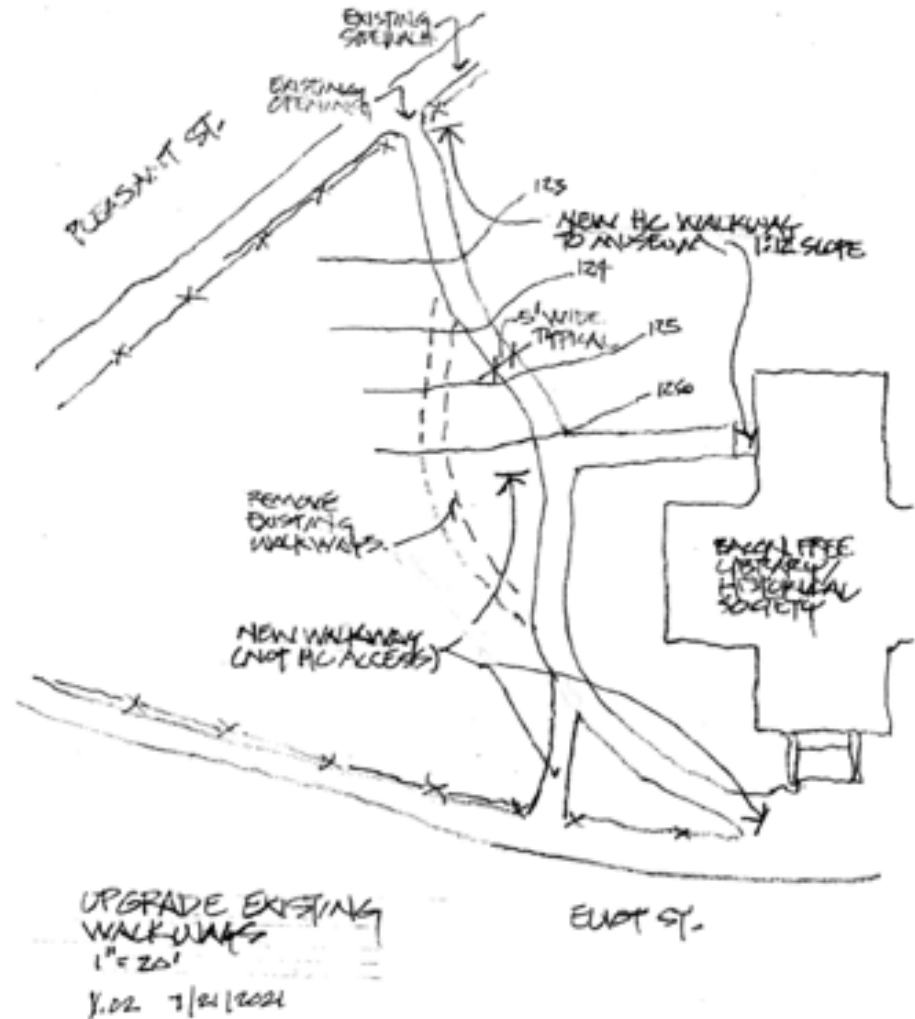 EXISTING
SIDEWALK
EXISTING
OPENING
PLEASANT ST.
123
NEW HC WALKWAY
TO MUSEUM
1:12 SLOPE
124
5' WIDE
TYPICAL
125
126
REMOVE
EXISTING
WALKWAYS
BACON FREE
LIBRARY/
HISTORICAL
SOCIETY
NEW WALKWAY
(NOT HC ACCESS)
UPGRADE EXISTING
WALKWAYS
1"=20'
ELIOT ST.
/21/2021